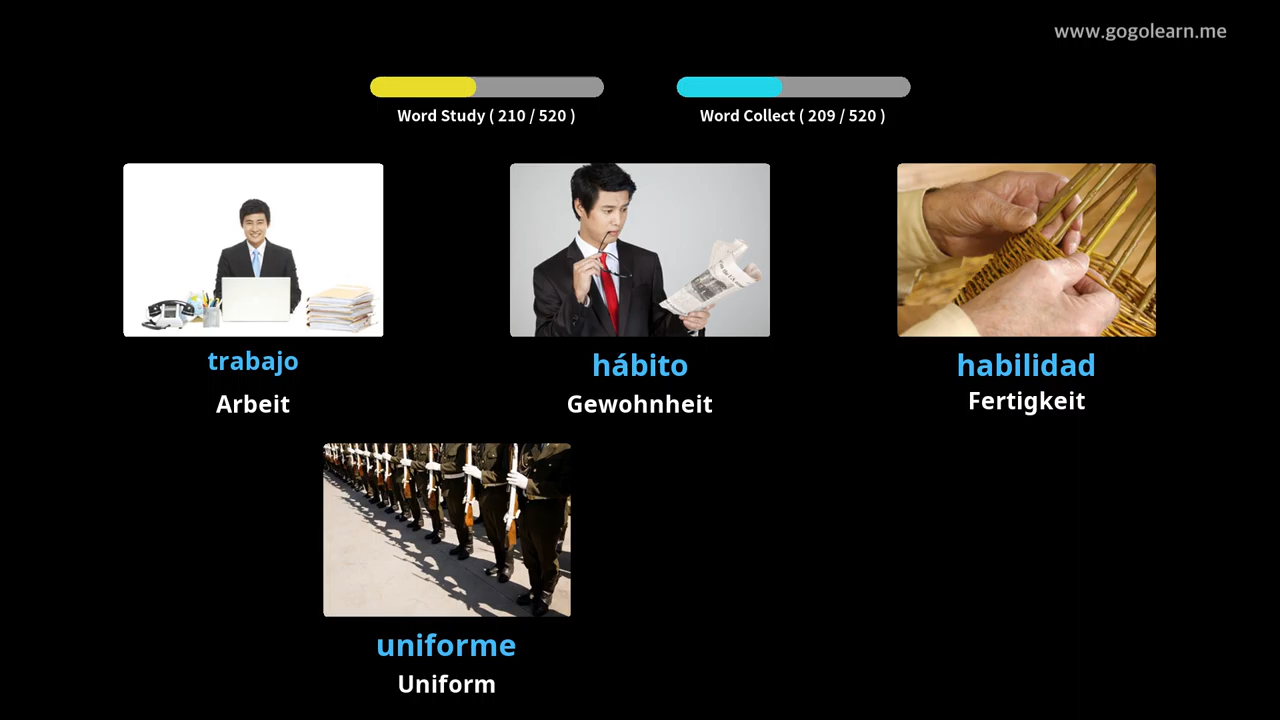 www.gogolearn.me
Word Study ( 210 / 520 )
Word Collect ( 209 / 520 )
trabajo
Arbeit
hábito
Gewohnheit
habilidad
Fertigkeit
uniforme
Uniform